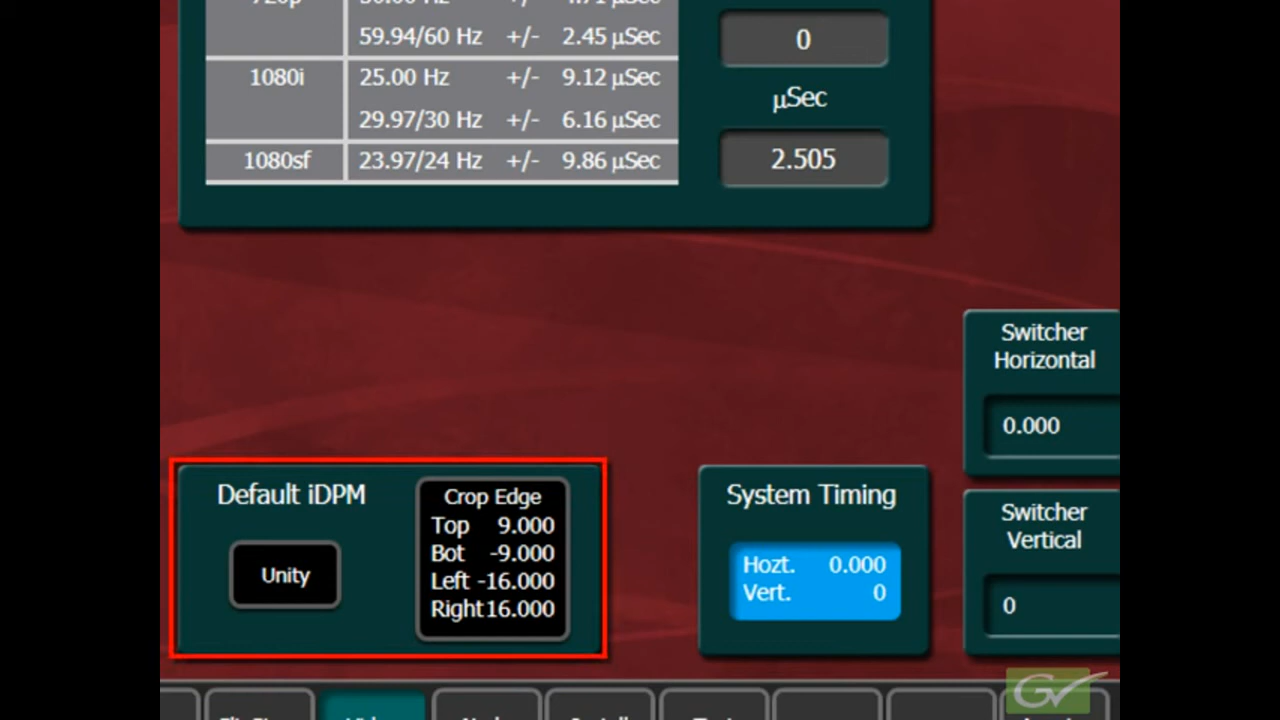 59.94/60 Hz +/- 2.45 µSec
1080i 25.00 Hz +/- 9.12 µSec
29.97/30 Hz +/- 6.16 µSec
1080sf 23.97/24 Hz +/- 9.86 µSec
0
µSec
2.505
Switcher
Horizontal
0.000
Default iDPM
Unity
Crop Edge
Top 9.000
Bot -9.000
Left -16.000
Right 16.000
System Timing
Hozt. 0.000
Vert. 0
Switcher
Vertical
0
GV